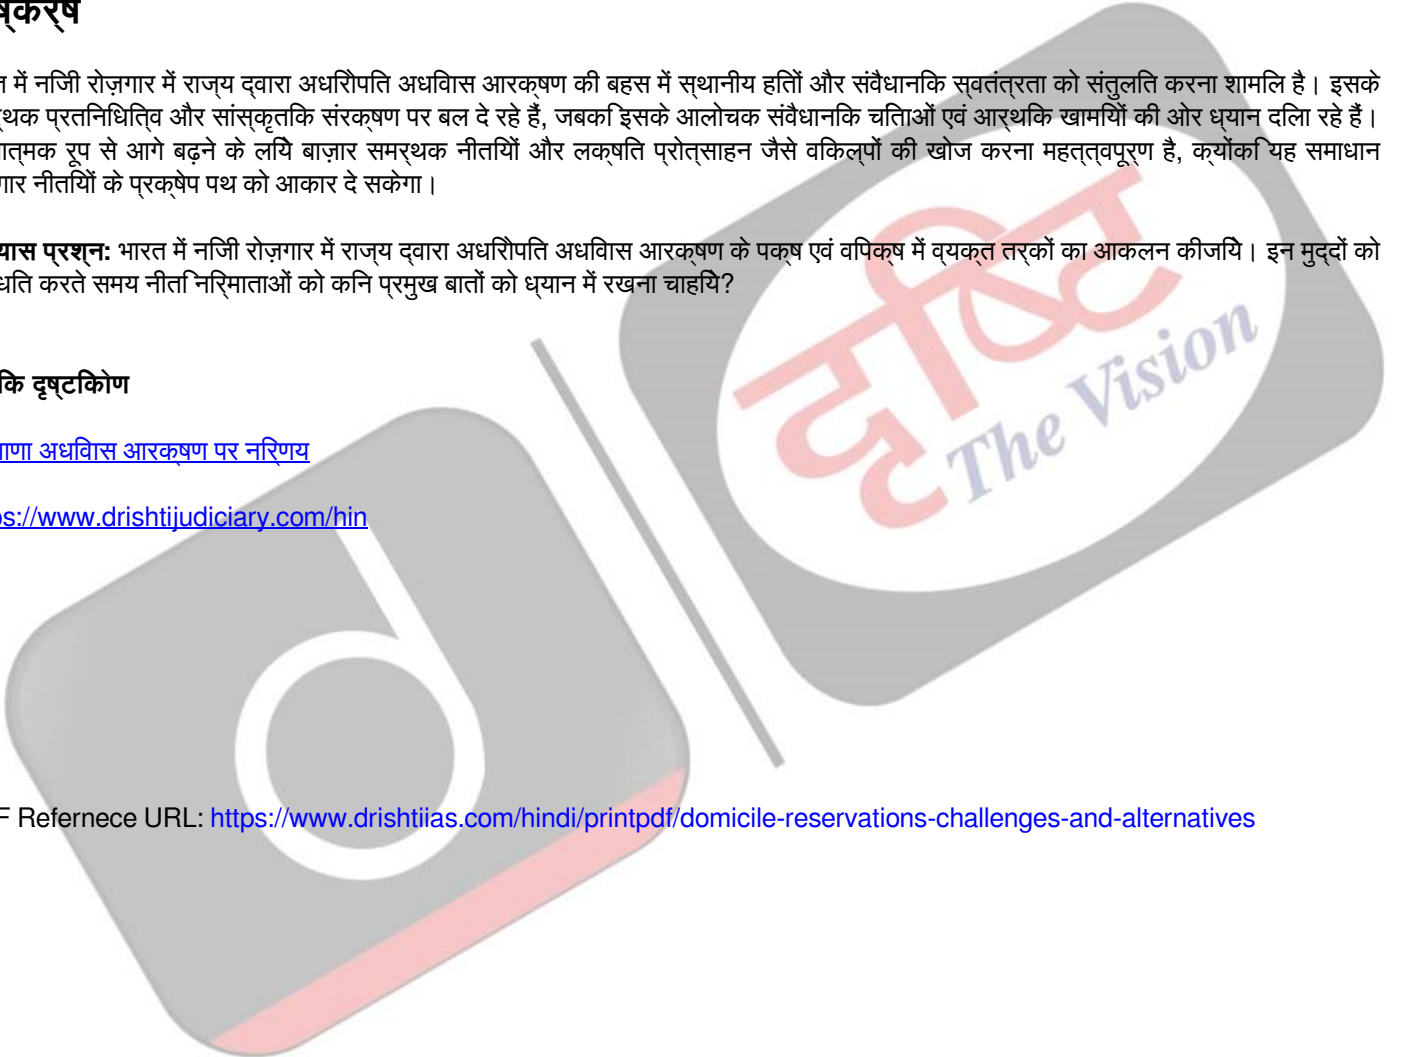 ष्कर्ष
त में निजी रोज़गार में राज्य द्वारा अधिरोपित अधिवास आरक्षण की बहस में स्थानीय हितों और संवैधानिक स्वतंत्रता को संतुलित करना शामिल है। इसके
र्थक प्रतिनिधित्व और सांस्कृतिक संरक्षण पर बल दे रहे हैं, जबकि इसके आलोचक संवैधानिक चिंताओं एवं आर्थिक खामियों की ओर ध्यान दिला रहे हैं।
ात्मक रूप से आगे बढ़ने के लिये बाज़ार समर्थक नीतियों और लक्षित प्रोत्साहन जैसे विकल्पों की खोज करना महत्त्वपूर्ण है, क्योंकि यह समाधान
गार नीतियों के प्रक्षेप पथ को आकार दे सकेगा।
यास प्रश्न: भारत में निजी रोज़गार में राज्य द्वारा अधिरोपित अधिवास आरक्षण के पक्ष एवं विपक्ष में व्यक्त तर्कों का आकलन कीजिये। इन मुद्दों को
धित करते समय नीति निर्माताओं को किन प्रमुख बातों को ध्यान में रखना चाहिये?
िक दृष्टिकोण
याणा अधिवास आरक्षण पर निर्णय
ps://www.drishtijudiciary.com/hin
दृष्टि
The Vision
d
F Refernece URL: https://www.drishtiias.com/hindi/printpdf/domicile-reservations-challenges-and-alternatives